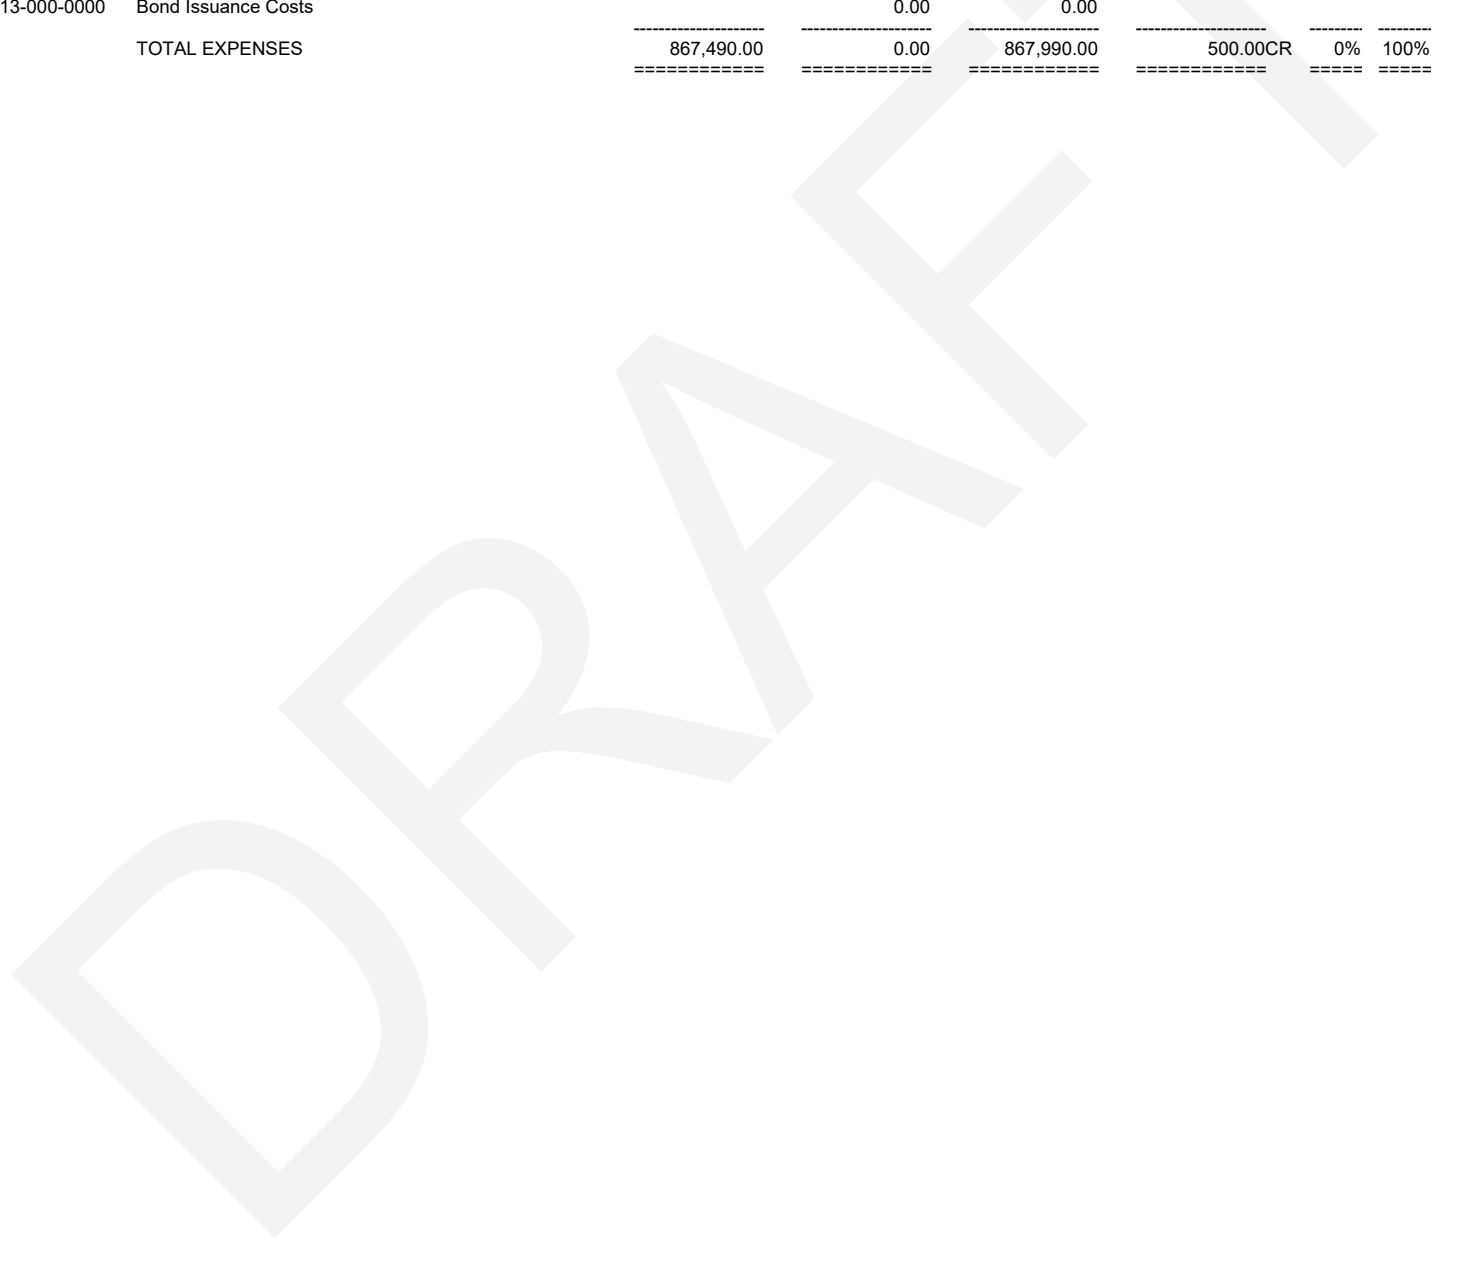 13-000-0000 Bond Issuance Costs 0.00 0.00
--------------------- --------------------- --------------------- --------------------- -------- --------
TOTAL EXPENSES 867,490.00 0.00 867,990.00 500.00CR 0% 100%
============ ============ ============ ============ ===== =====
DRAFT